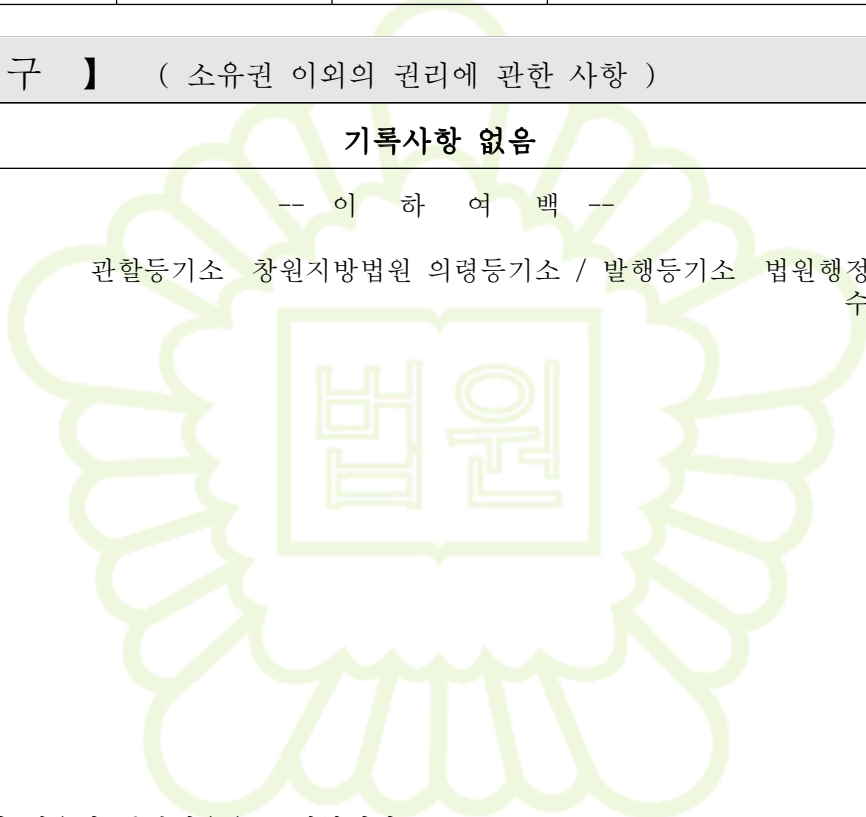 구 】 ( 소유권 이외의 권리에 관한 사항 )
기록사항 없음
-- 이 하 여 백 --
관할등기소 창원지방법원 의령등기소 / 발행등기소 법원행정
수
법원